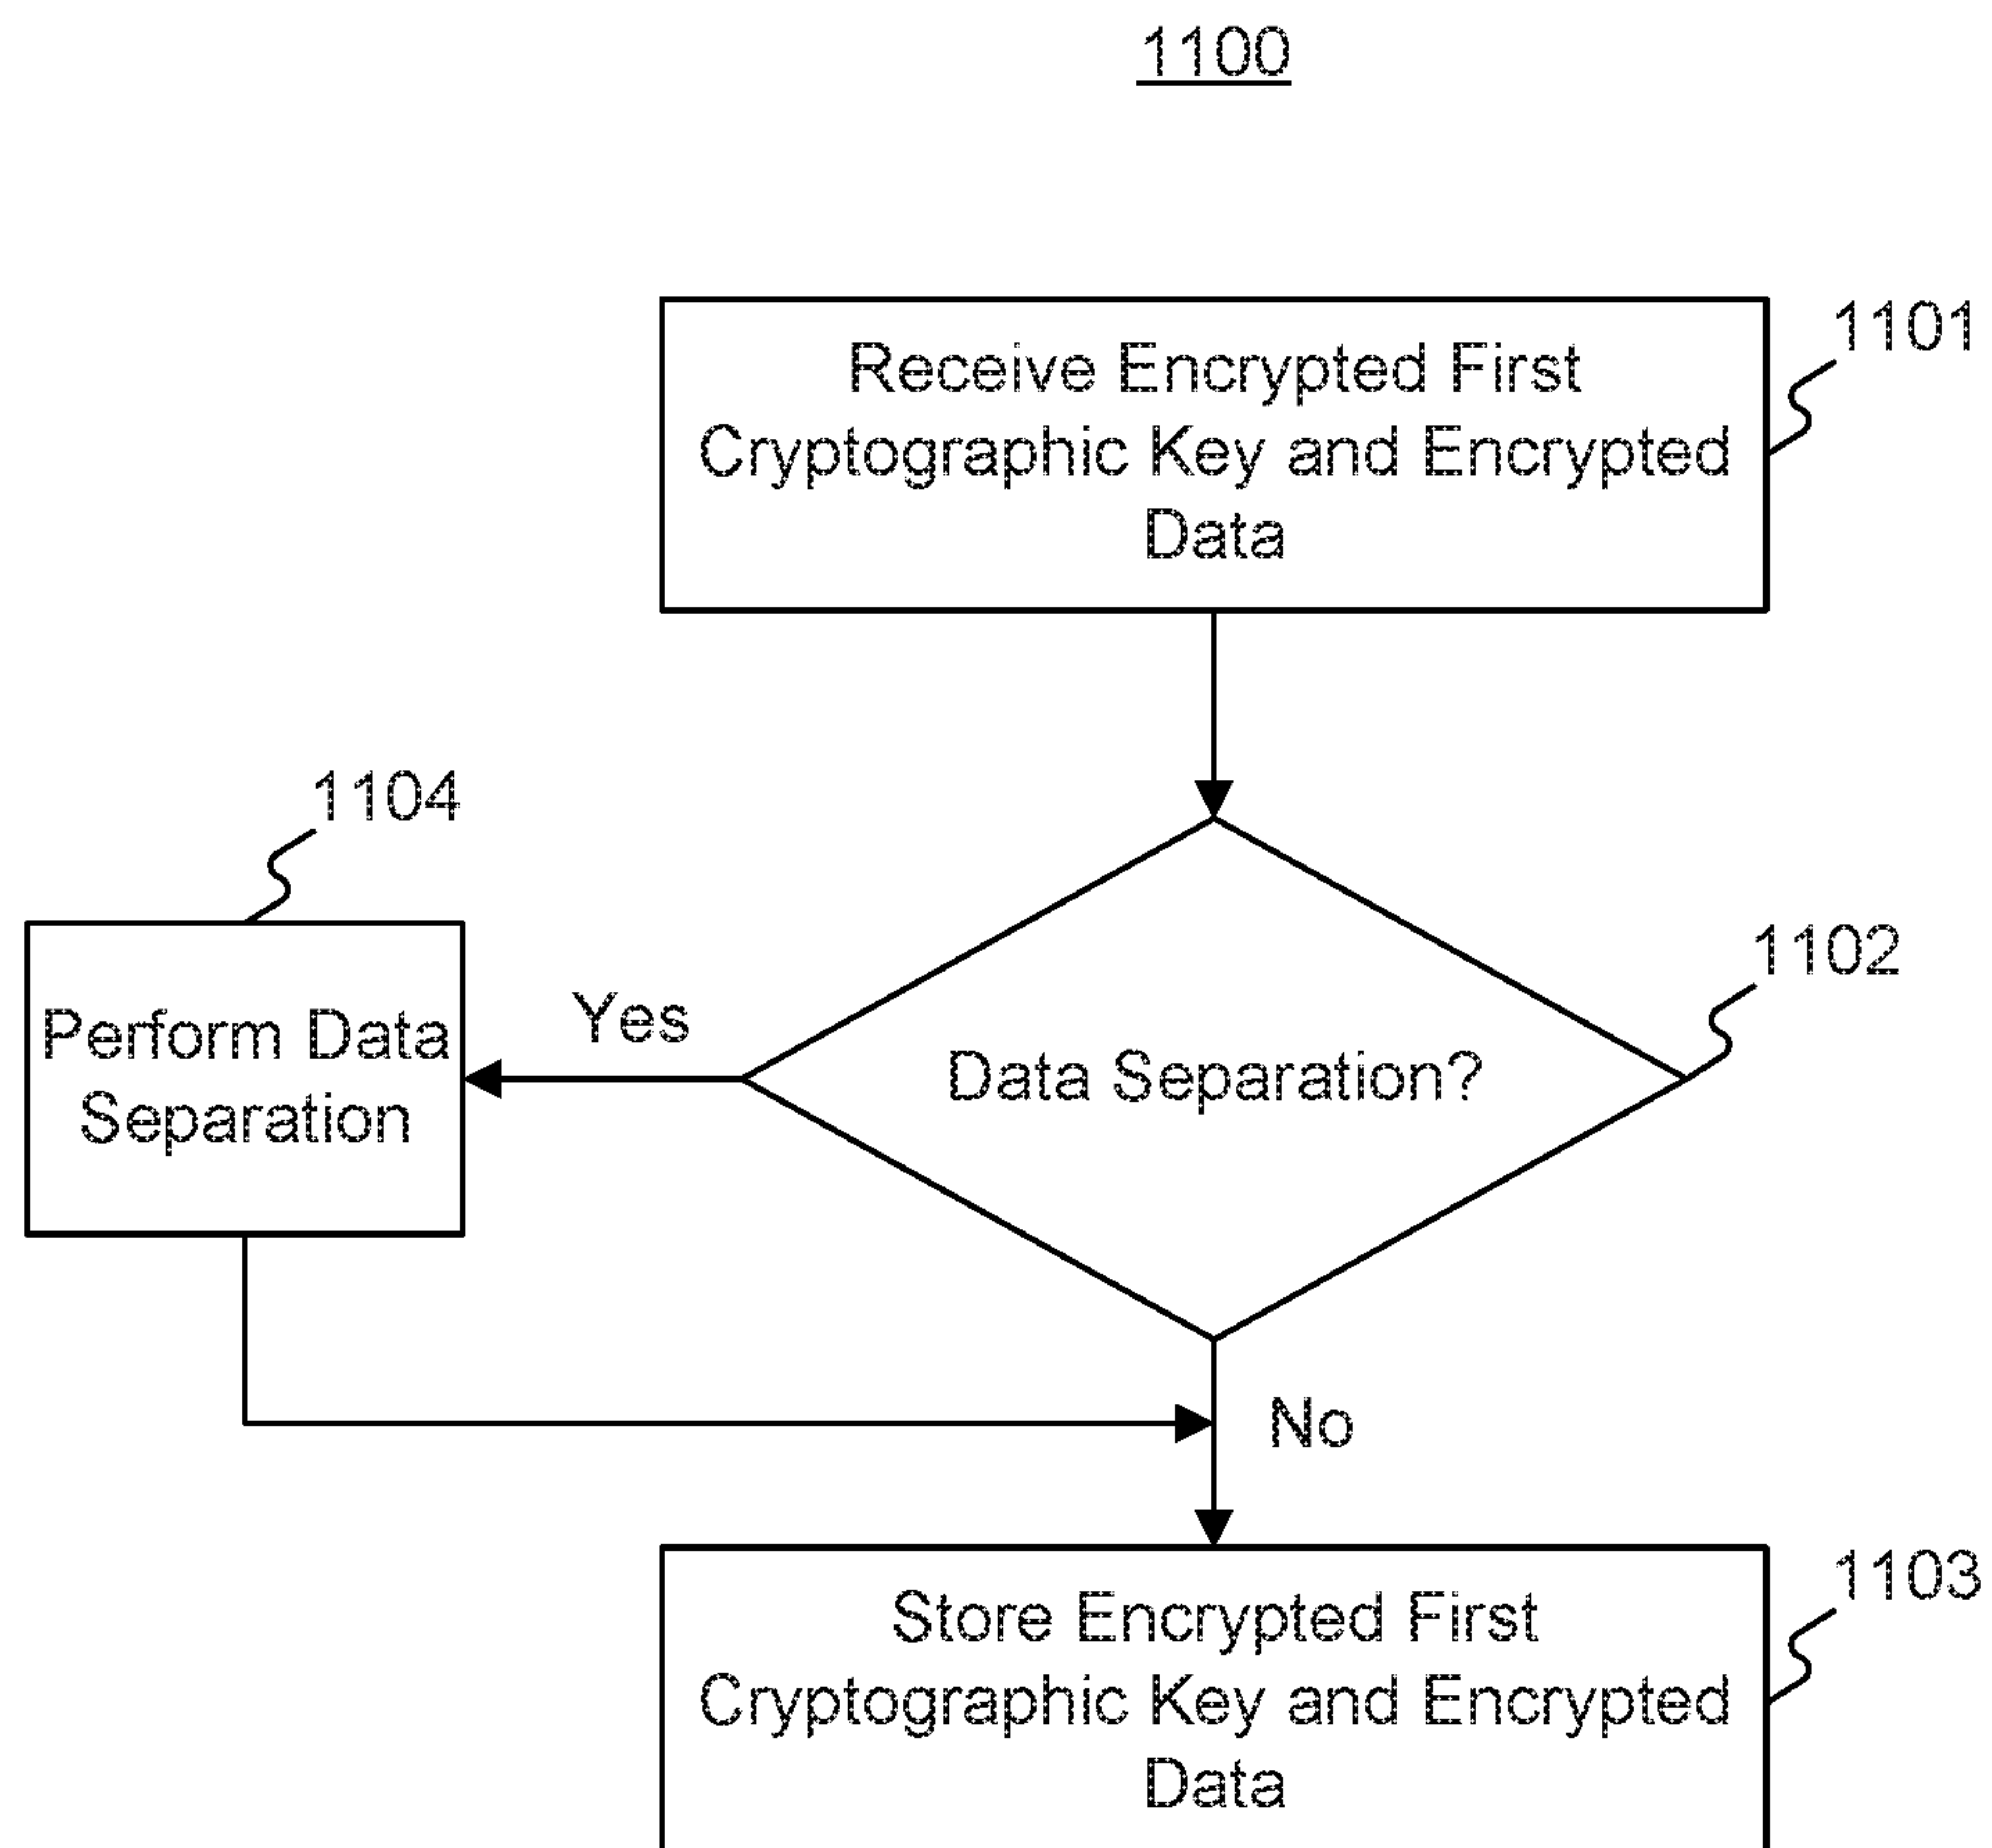 1100
Receive Encrypted First
Cryptographic Key and Encrypted
Data
1101
1104
Perform Data
Separation
Yes
Data Separation?
1102
No
Store Encrypted First
Cryptographic Key and Encrypted
Data
1103